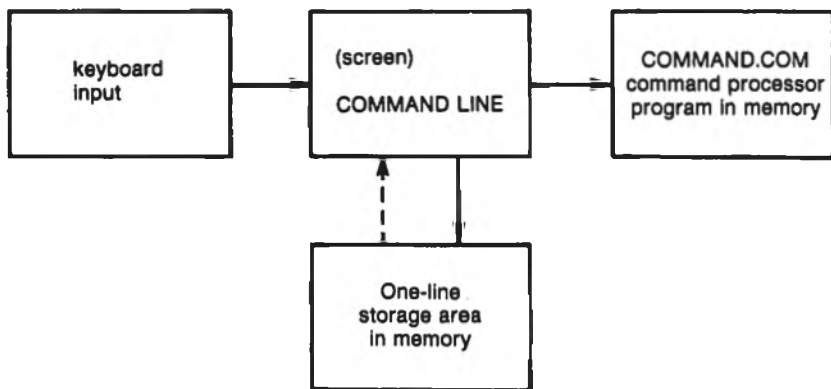 keyboard
input
(screen)
COMMAND LINE
COMMAND.COM
command processor
program in memory
One-line
storage area
in memory